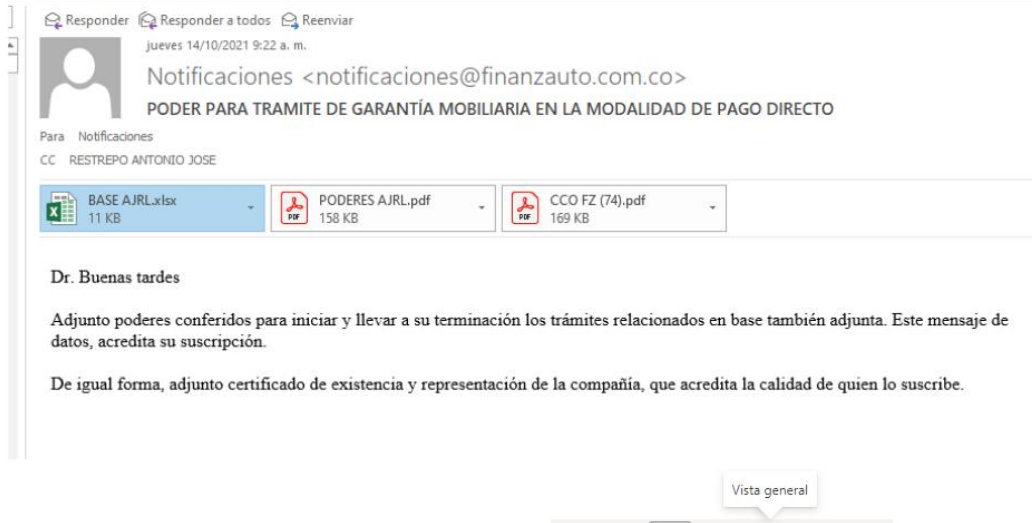 Responder Responder a todos Reenviar
jueves 14/10/2021 9:22 a. m.
Notificaciones <notificaciones@finanzauto.com.co>
PODER PARA TRAMITE DE GARANTÍA MOBILIARIA EN LA MODALIDAD DE PAGO DIRECTO
Para Notificaciones
CC RESTREPO ANTONIO JOSE
BASE AJRL.xlsx
11 KB
PODERES AJRL.pdf
158 KB
CCO FZ (74).pdf
169 KB
Dr. Buenas tardes
Adjunto poderes conferidos para iniciar y llevar a su terminación los trámites relacionados en base también adjunta. Este mensaje de
datos, acredita su suscripción.
De igual forma, adjunto certificado de existencia y representación de la compañía, que acredita la calidad de quien lo suscribe.
Vista general